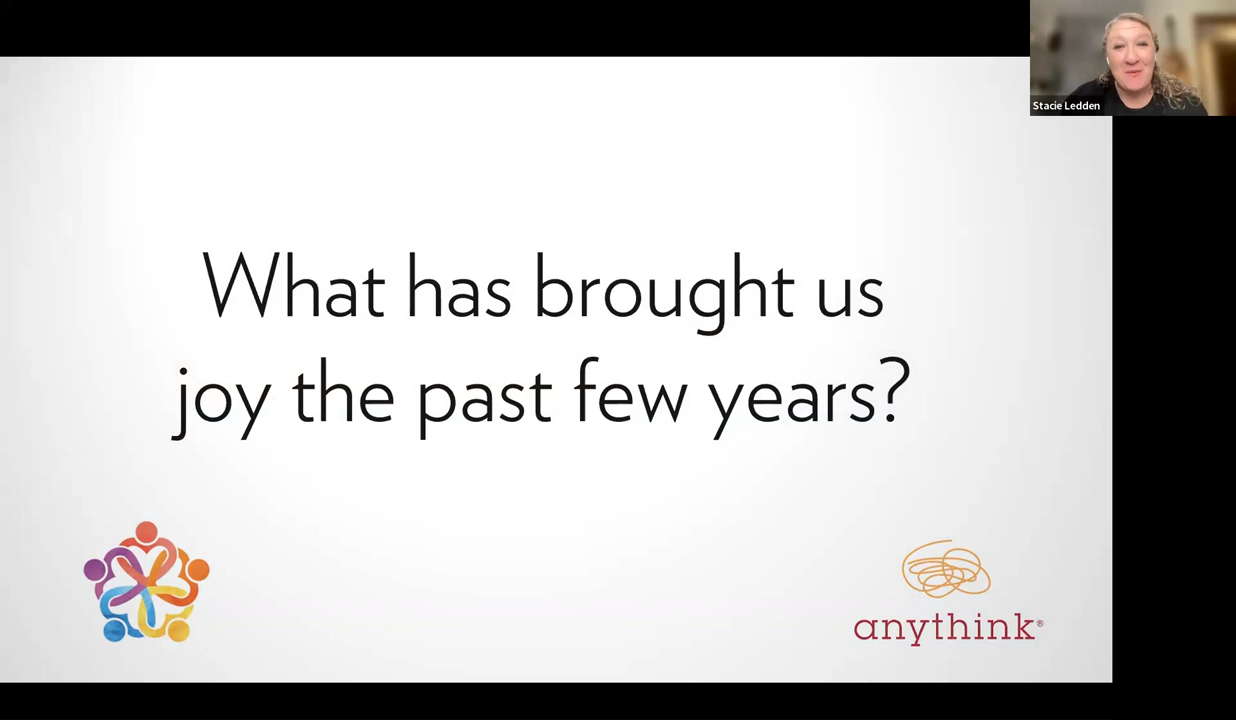 Stacie Ledden
What has brought us
joy the past few years?
anythink®